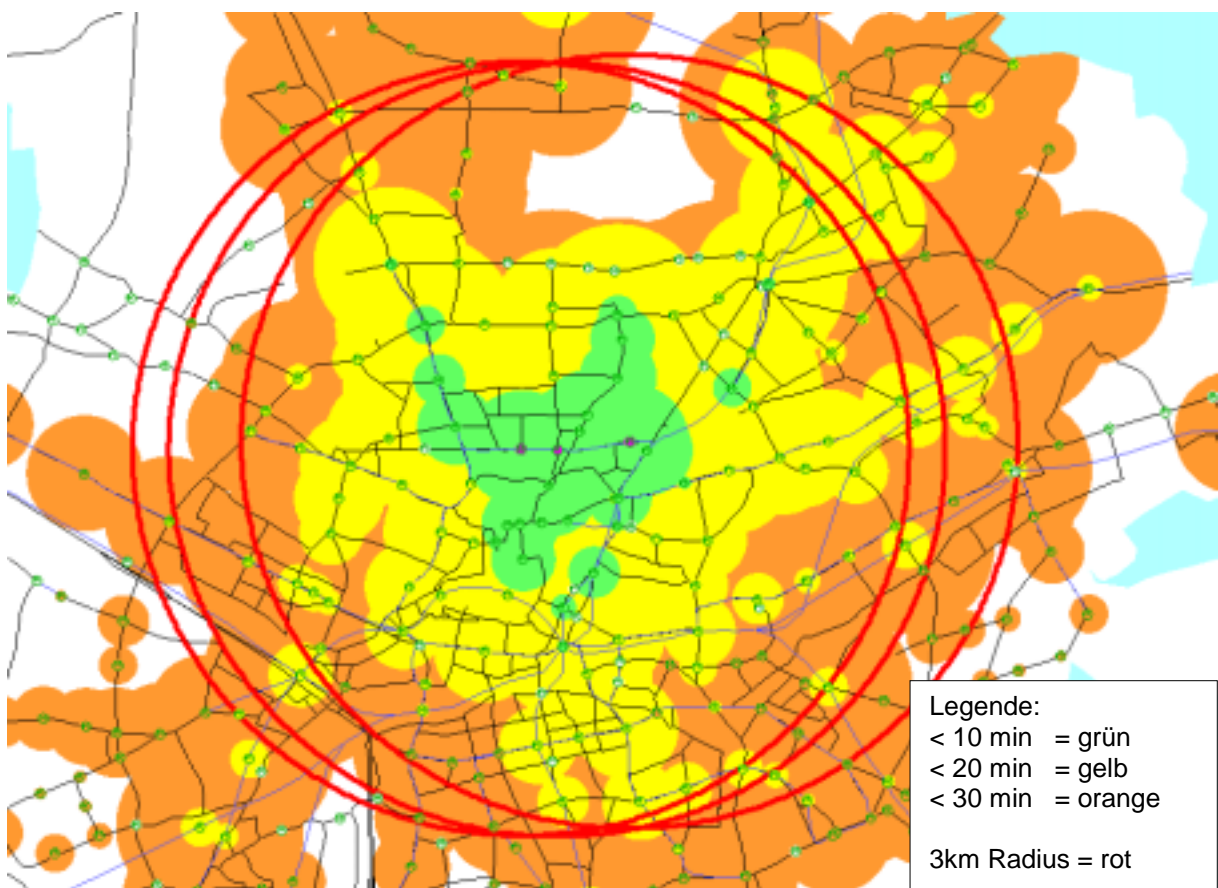 Legende:
< 10 min = grün
< 20 min = gelb
< 30 min = orange
3km Radius = rot